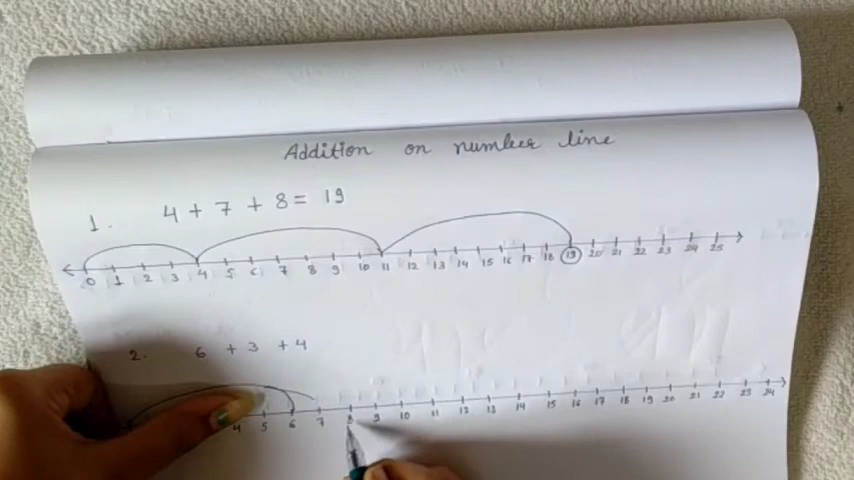 Addition on number line
1. 4 + 7 + 8 = 19
0 1 2 3 4 5 6 7 8 9 10 11 12 13 14 15 16 17 18 19 20 21 22 23 24 25
2. 6 + 3 + 4
4 5 6 7 8 9 10 11 12 13 14 15 16 17 18 19 20 21 22 23 24